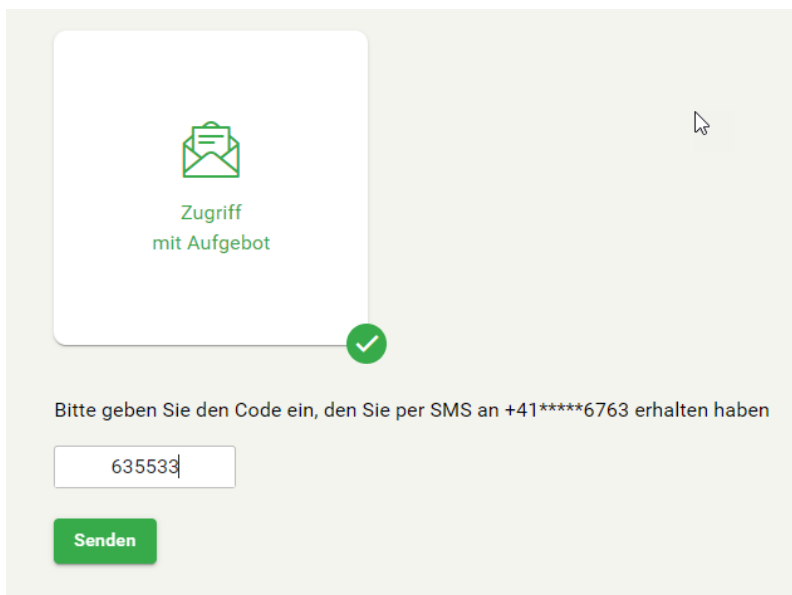 Zugriff
mit Aufgebot
Bitte geben Sie den Code ein, den Sie per SMS an +41*****6763 erhalten haben
635533
Senden